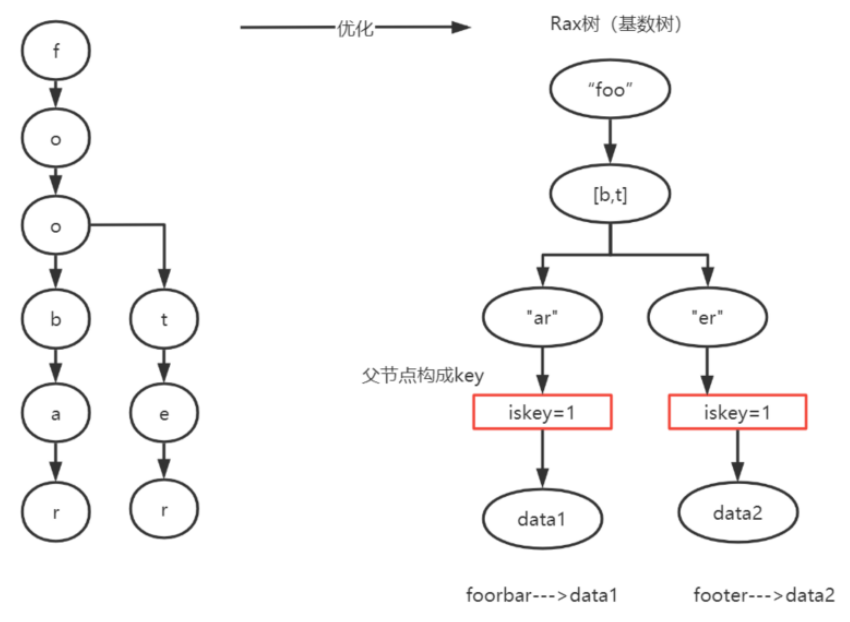 f
o
o
b
t
a
e
r
r
优化
Rax树（基数树）
“foo”
[b,t]
"ar"
"er"
父节点构成key
iskey=1
iskey=1
data1
data2
foorbar--->data1
footer--->data2